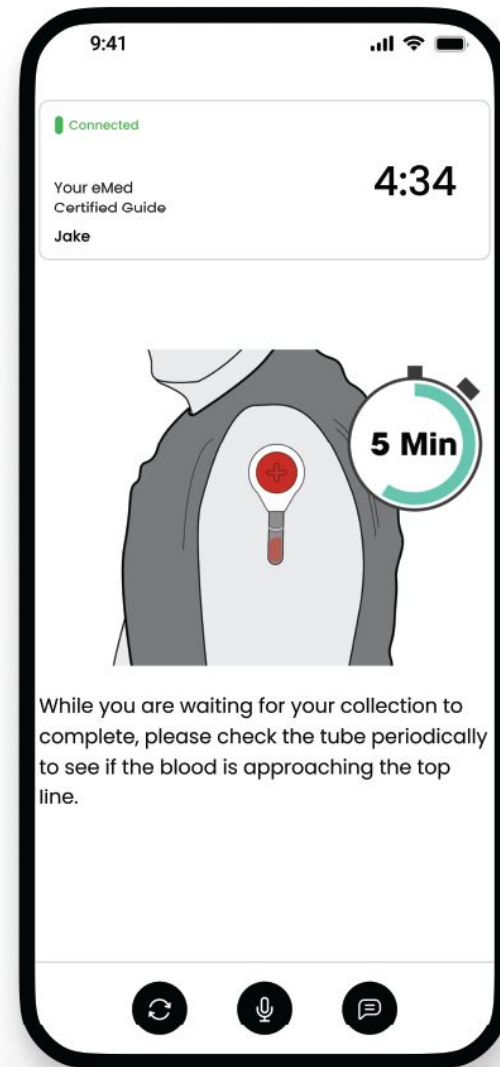 9:41
Connected
Your eMed
Certified Guide
4:34
Jake
5 Min
While you are waiting for your collection to
complete, please check the tube periodically
to see if the blood is approaching the top
line.